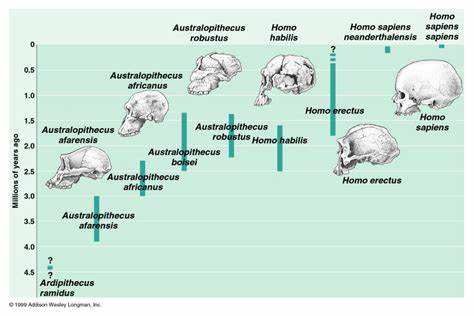 Australopithecus
robustus
Homo
habilis
Homo sapiens
neanderthalensis
Homo
sapiens
sapiens
Millions of years ago
0
.5
1.0
1.5
2.0
2.5
3.0
3.5
4.0
4.5
Australopithecus
afarensis
Australopithecus
africanus
?
Homo erectus
Homo
sapiens
Australopithecus
robustus
Homo habilis
Australopithecus
boisei
Australopithecus
africanus
Homo erectus
Australopithecus
afarensis
?
?
Ardipithecus
ramidus
© 1999 Addison Wesley Longman, Inc.